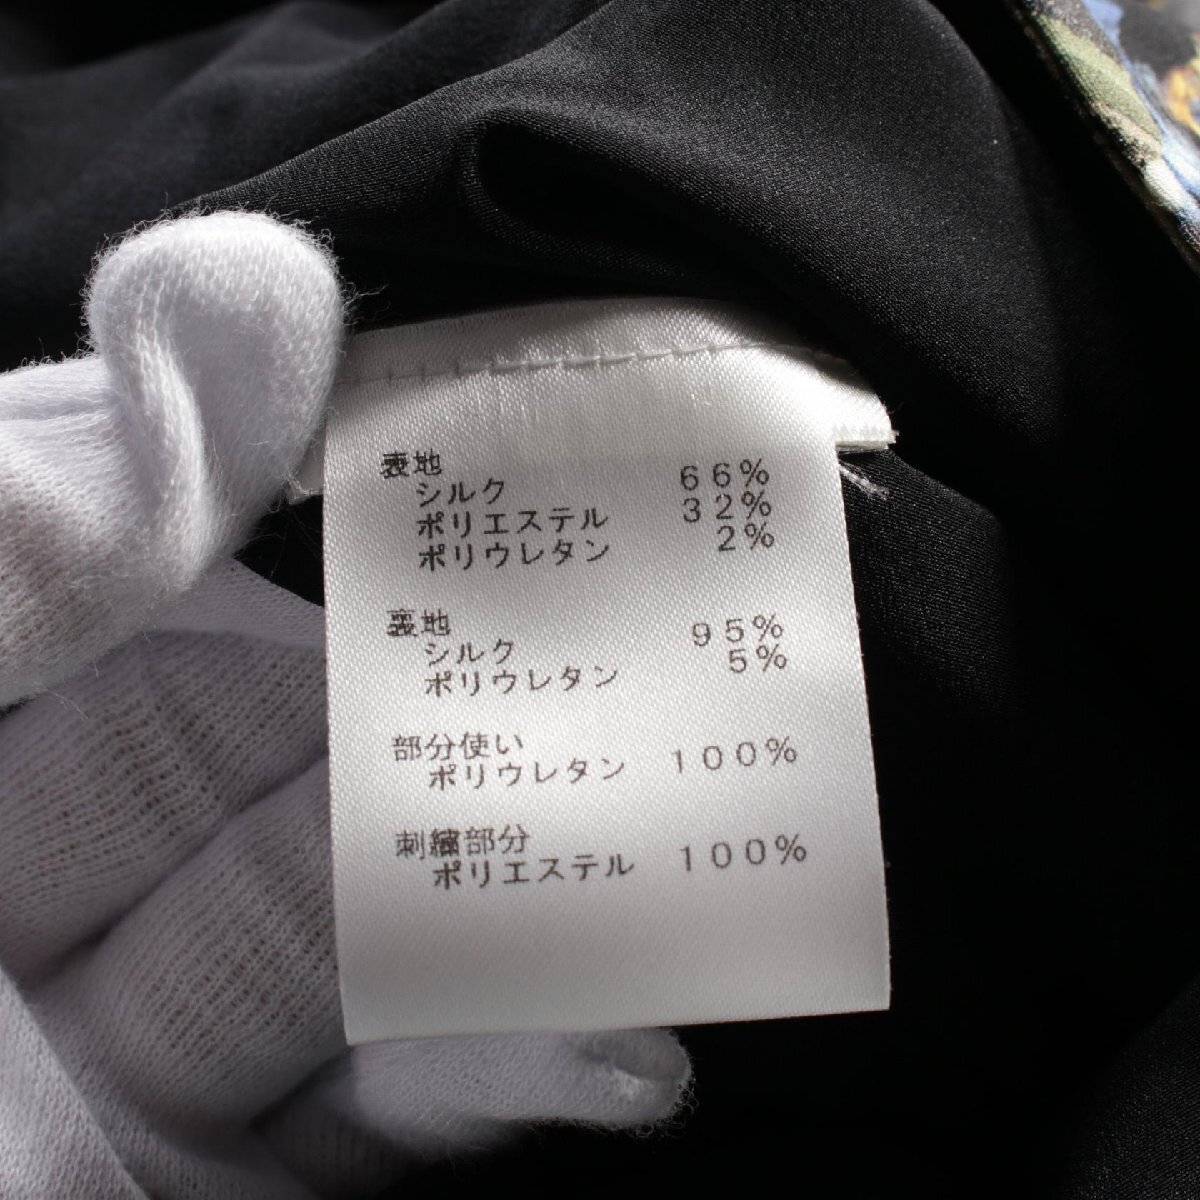 表地
シルク 66%
ポリエステル 32%
ポリウレタン 2%
裏地
シルク 95%
ポリウレタン 5%
部分使い
ポリウレタン 100%
刺繍部分
ポリエステル 100%